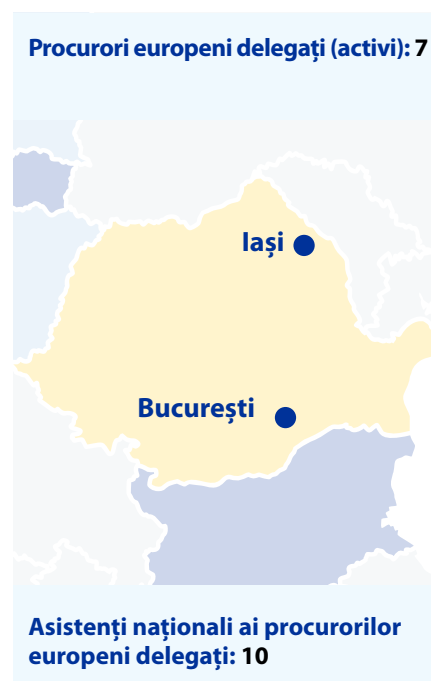 Procurori europeni delegați (activi): 7
Iași
București
Asistenți naționali ai procurorilor
europeni delegați: 10